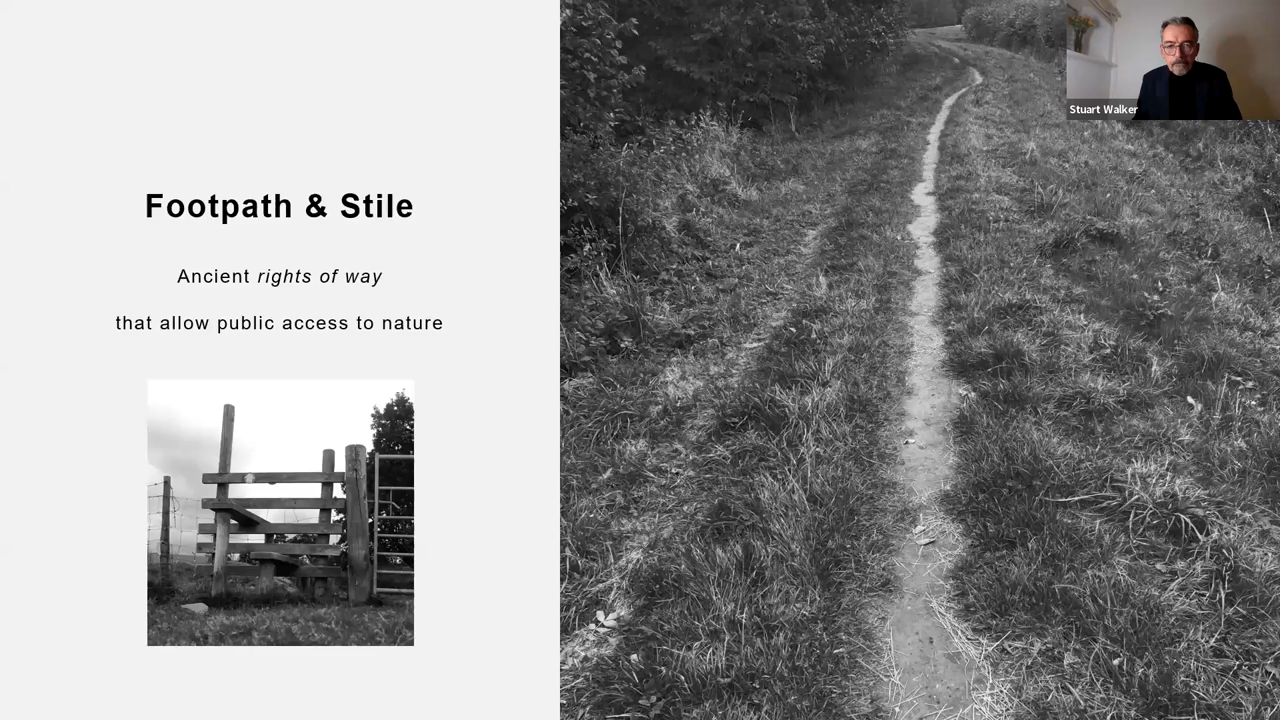 Footpath & Stile
Ancient rights of way
that allow public access to nature
Stuart Walker